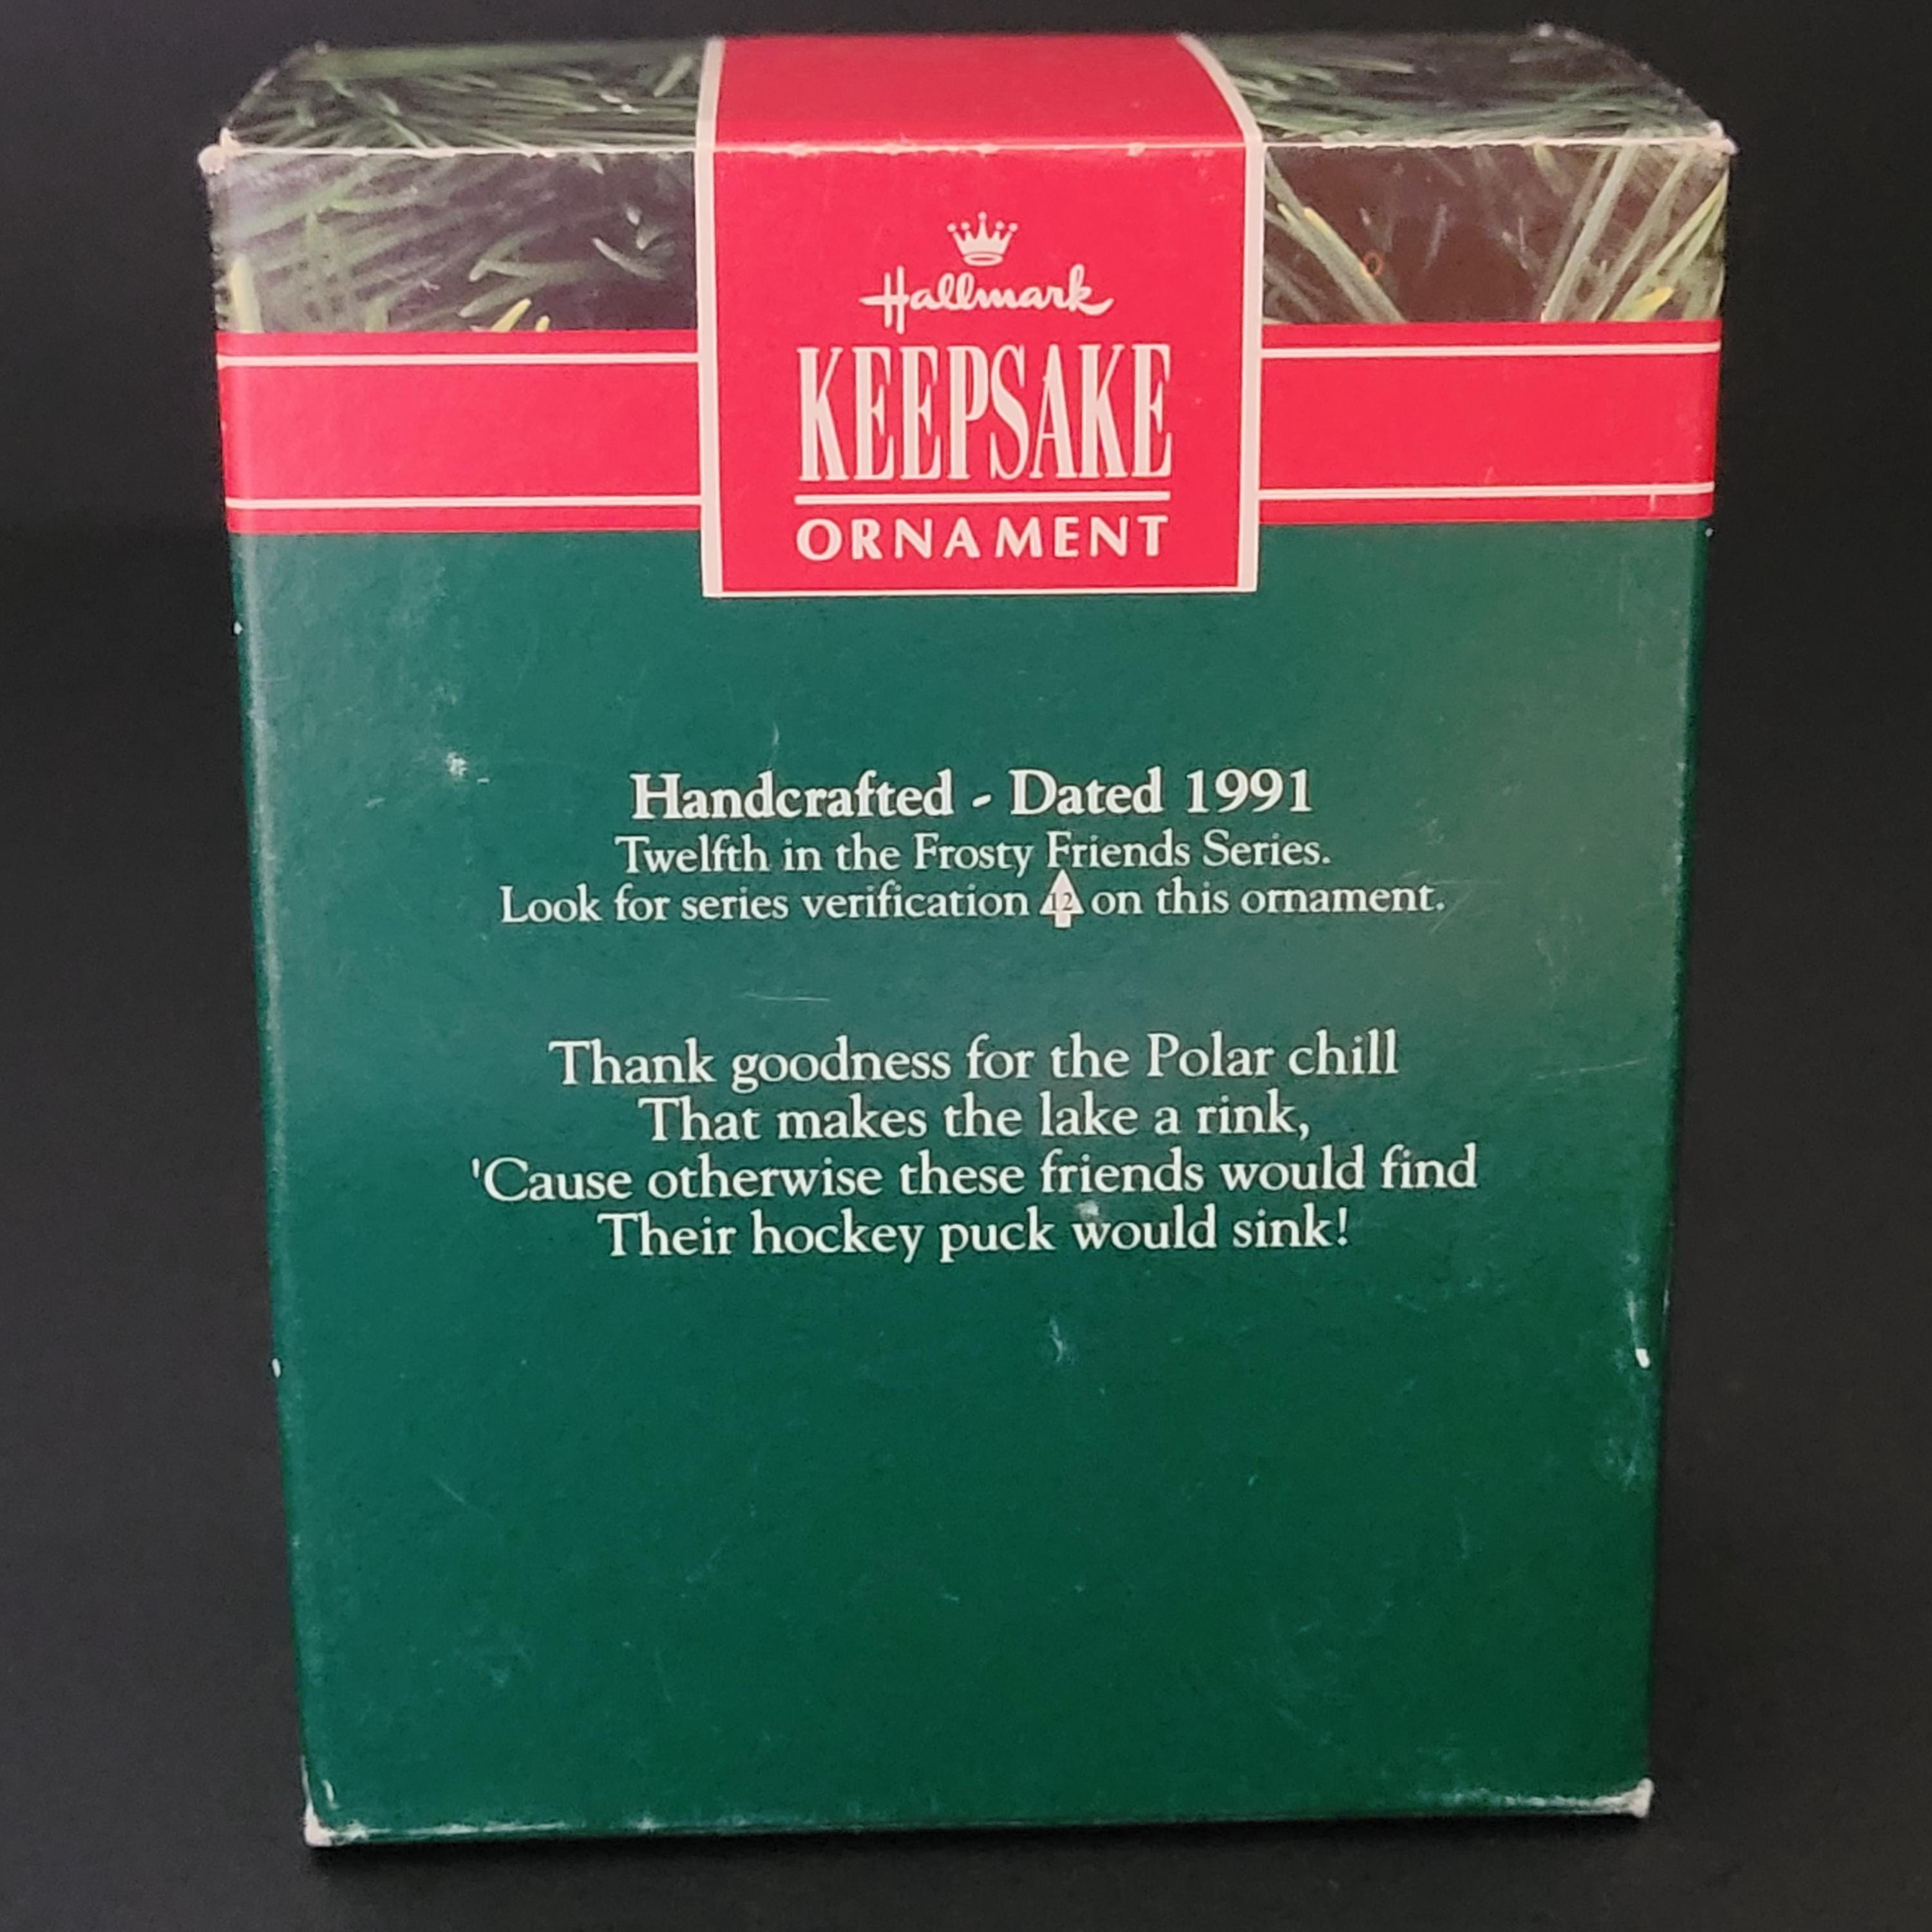 Hallmark
KEEPSAKE
ORNAMENT
Handcrafted - Dated 1991
Twelfth in the Frosty Friends Series.
Look for series verification 12 on this ornament.
Thank goodness for the Polar chill
That makes the lake a rink,
'Cause otherwise these friends would find
Their hockey puck would sink!